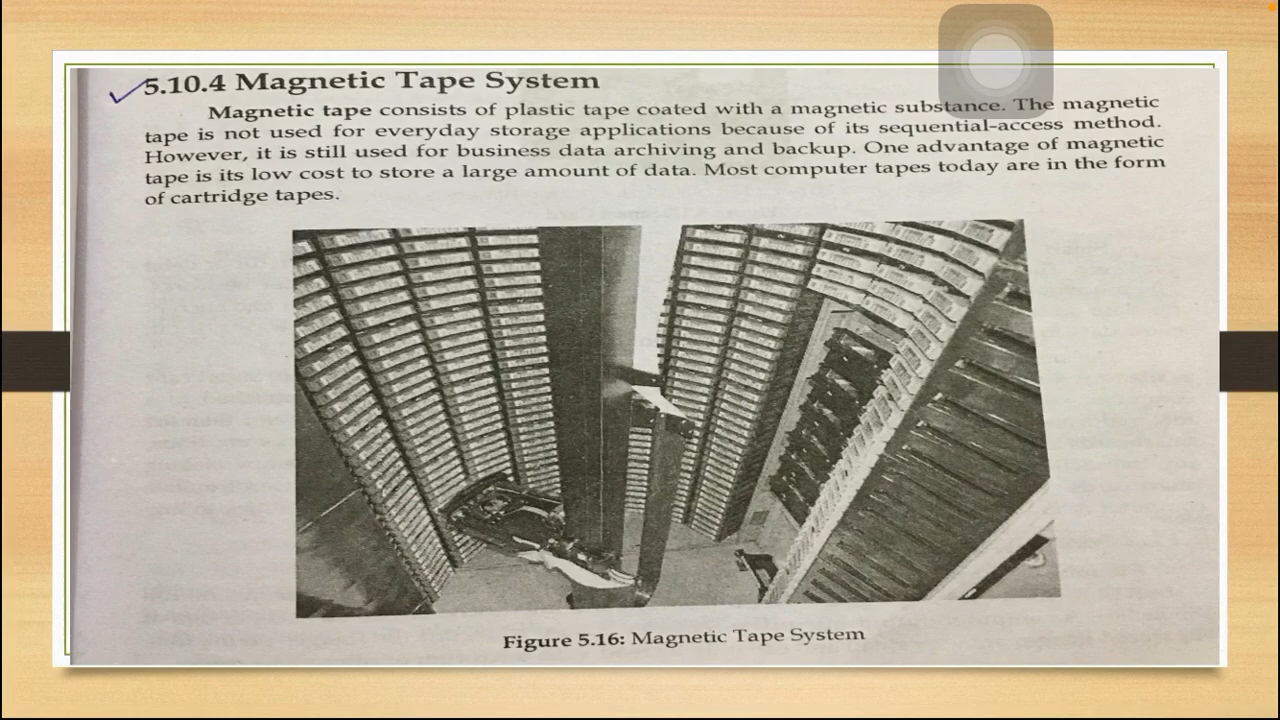 5.10.4 Magnetic Tape System
Magnetic tape consists of plastic tape coated with a magnetic substance. The magnetic
tape is not used for everyday storage applications because of its sequential-access method.
However, it is still used for business data archiving and backup. One advantage of magnetic
tape is its low cost to store a large amount of data. Most computer tapes today are in the form
of cartridge tapes.
Figure 5.16: Magnetic Tape System